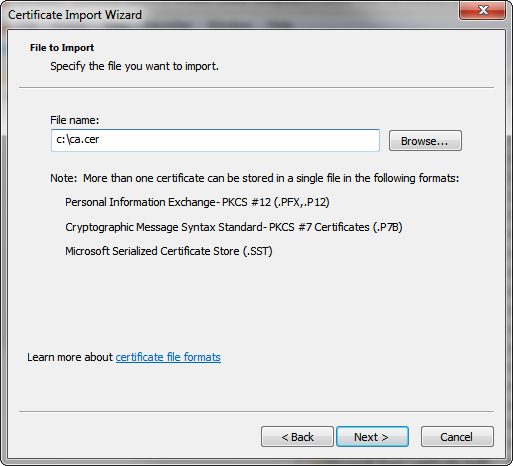 Certificate Import Wizard
File to Import
Specify the file you want to import.
File name:
c:\ca.cer
Browse...
Note: More than one certificate can be stored in a single file in the following formats:
Personal Information Exchange- PKCS #12 (.PFX,.P12)
Cryptographic Message Syntax Standard- PKCS #7 Certificates (.P7B)
Microsoft Serialized Certificate Store (.SST)
Learn more about certificate file formats
< Back
Next >
Cancel